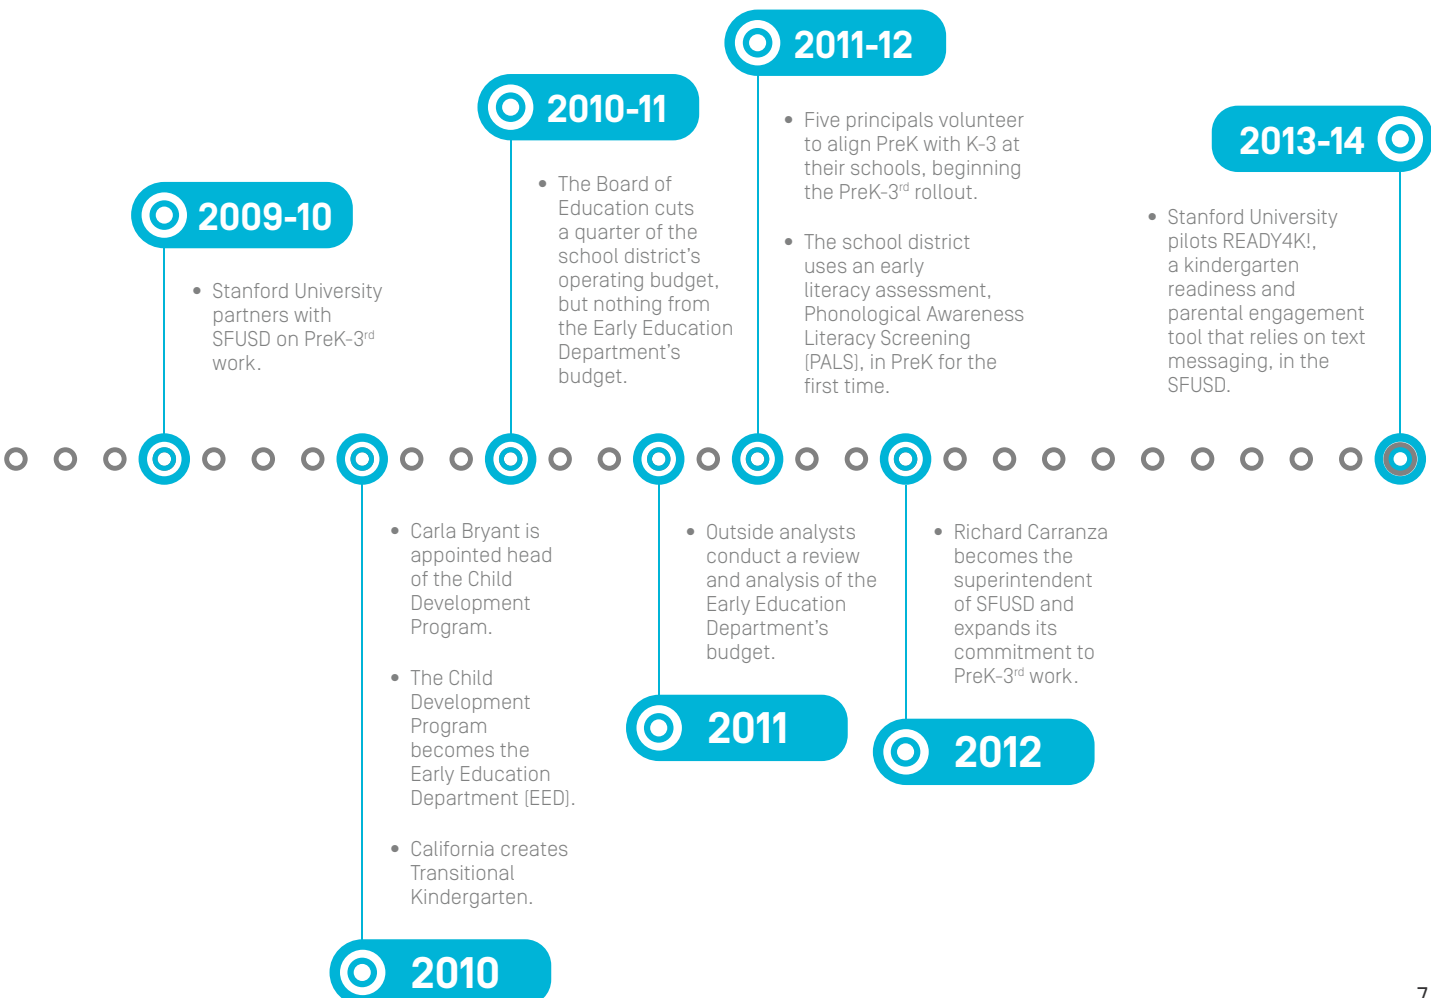 2009-10
• Stanford University
partners with
SFUSD on PreK-3rd
work.
2010
• Carla Bryant is
appointed head
of the Child
Development
Program.
• The Child
Development
Program
becomes the
Early Education
Department (EED).
• California creates
Transitional
Kindergarten.
2010-11
• The Board of
Education cuts
a quarter of the
school district's
operating budget,
but nothing from
the Early Education
Department's
budget.
2011
• Outside analysts
conduct a review
and analysis of the
Early Education
Department's
budget.
2011-12
• Five principals volunteer
to align PreK with K-3 at
their schools, beginning
the PreK-3rd rollout.
• The school district
uses an early
literacy assessment,
Phonological Awareness
Literacy Screening
(PALS), in PreK for the
first time.
2012
• Richard Carranza
becomes the
superintendent
of SFUSD and
expands its
commitment to
PreK-3rd work.
2013-14
• Stanford University
pilots READY4K!,
a kindergarten
readiness and
parental engagement
tool that relies on text
messaging, in the
SFUSD.
7